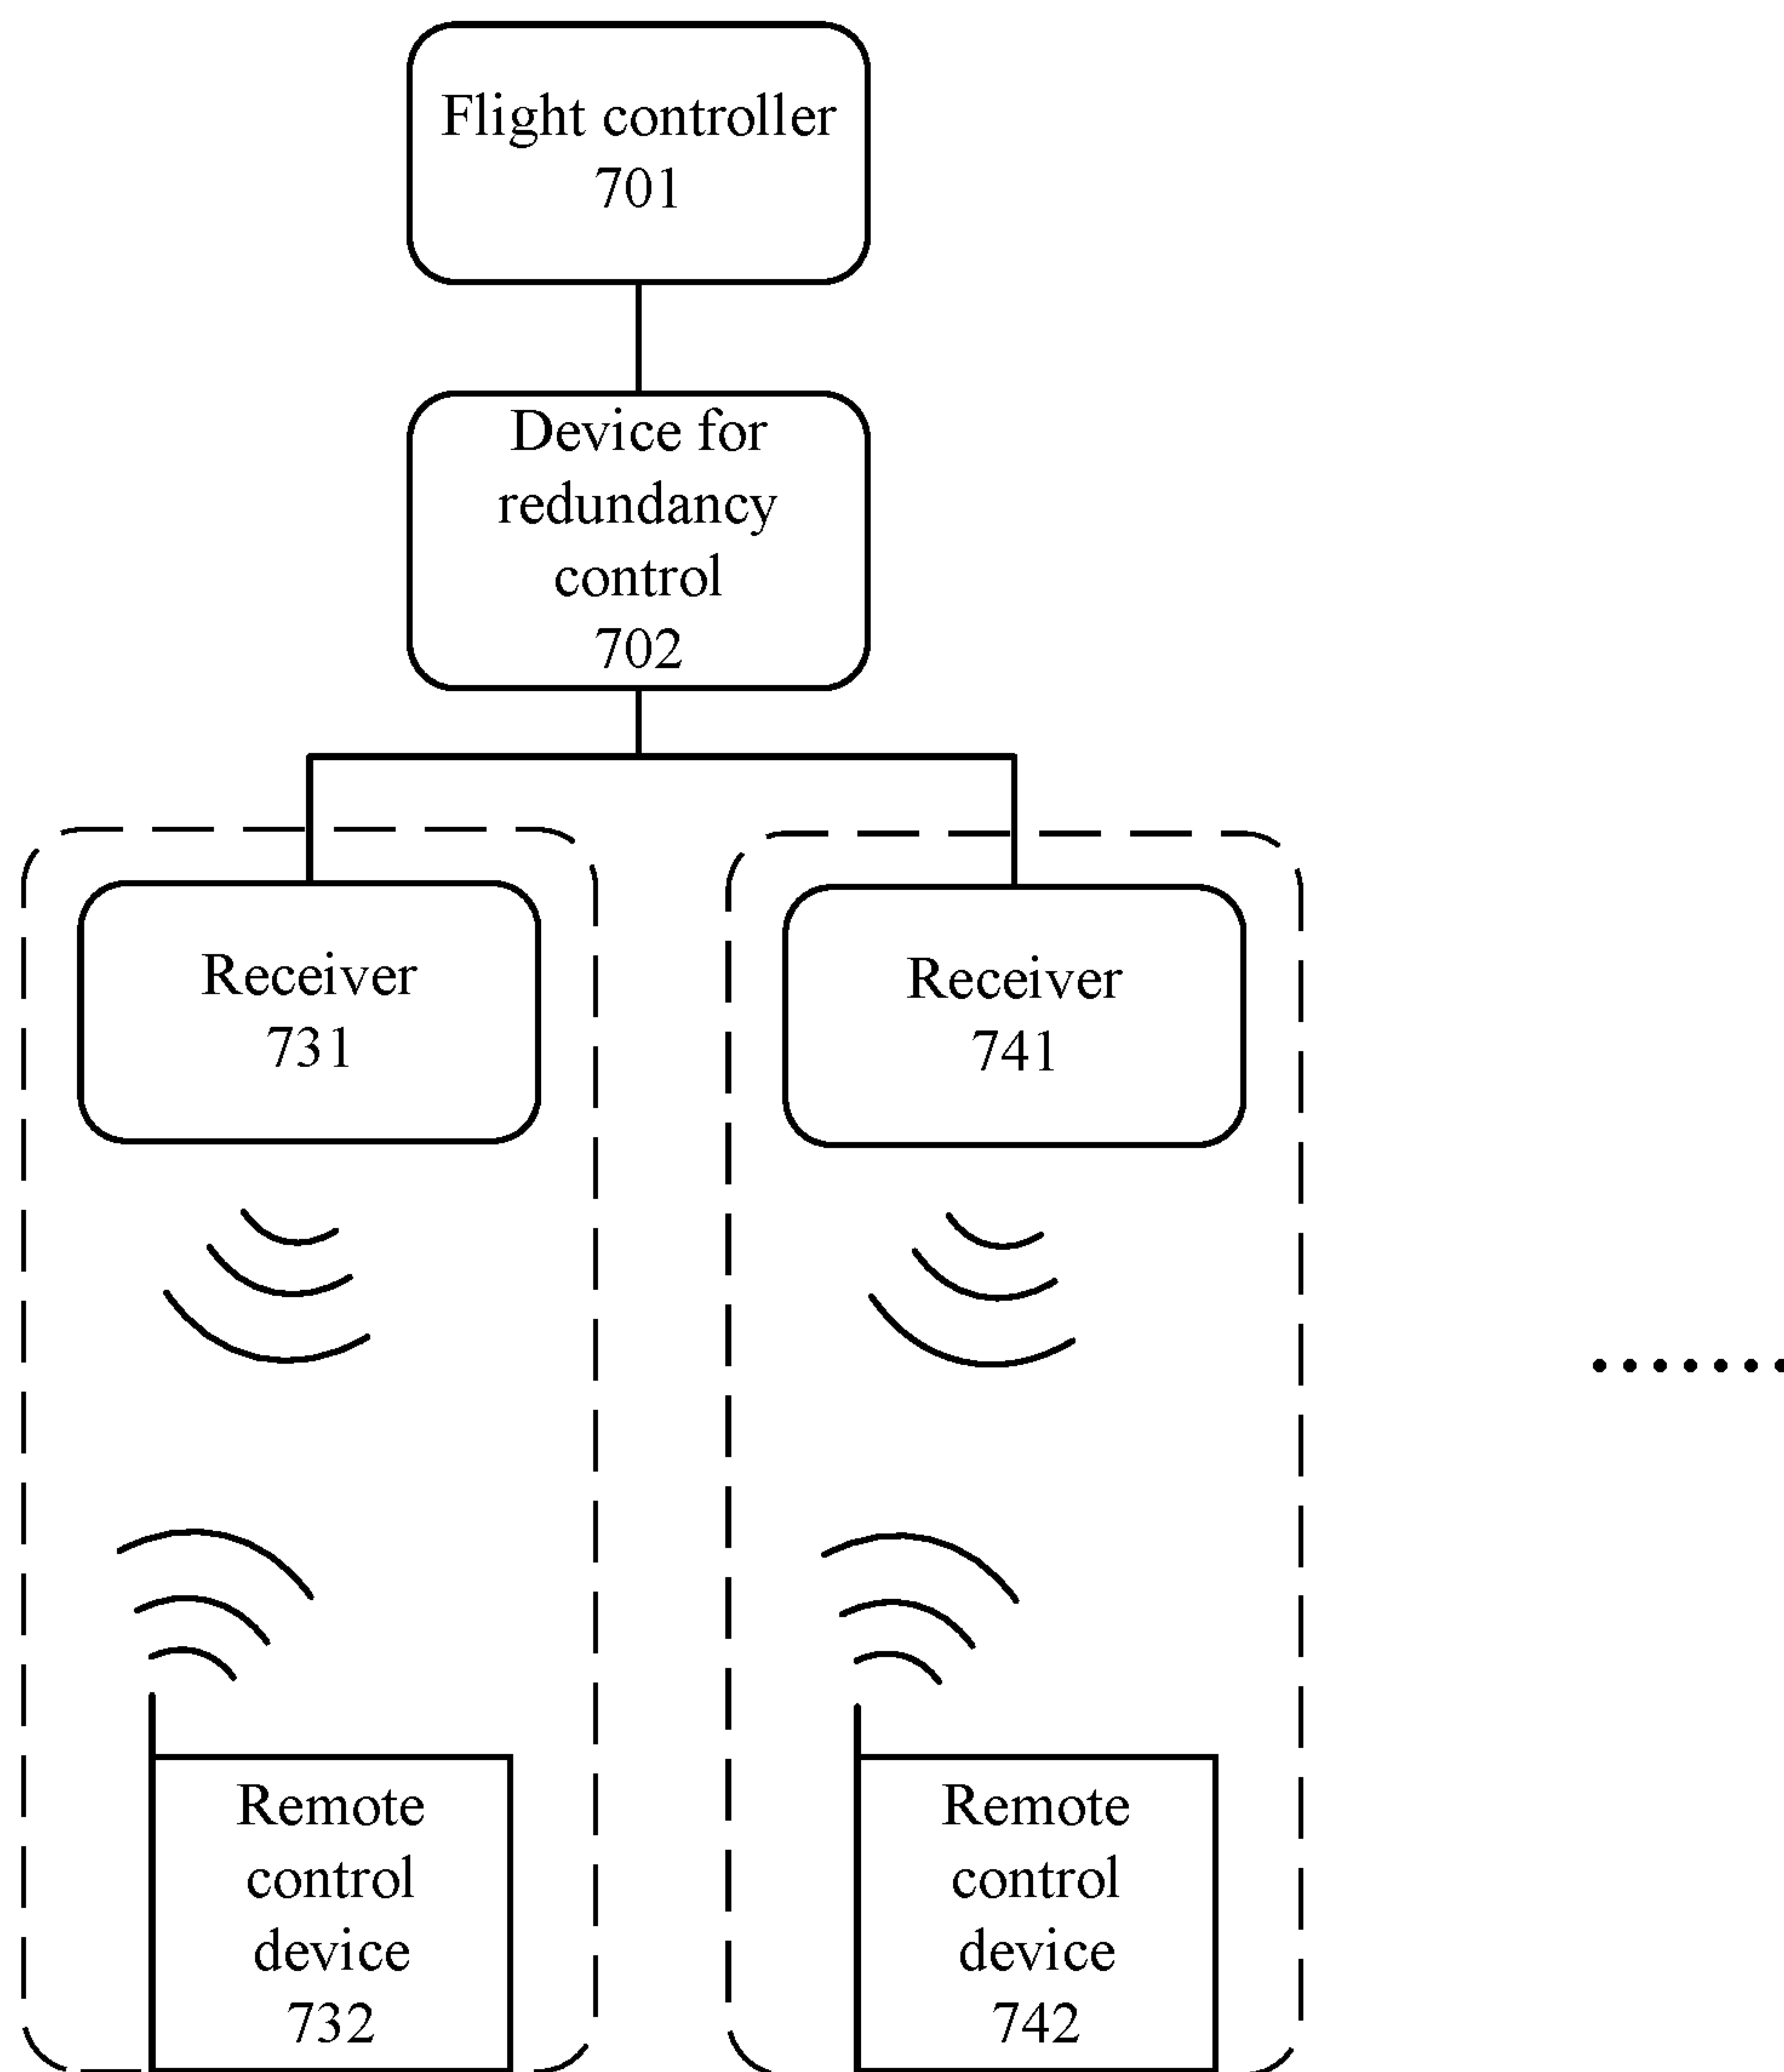 Flight controller
701
Device for
redundancy
control
702
Receiver
731
Receiver
741
Remote
control
device
732
Remote
control
device
742